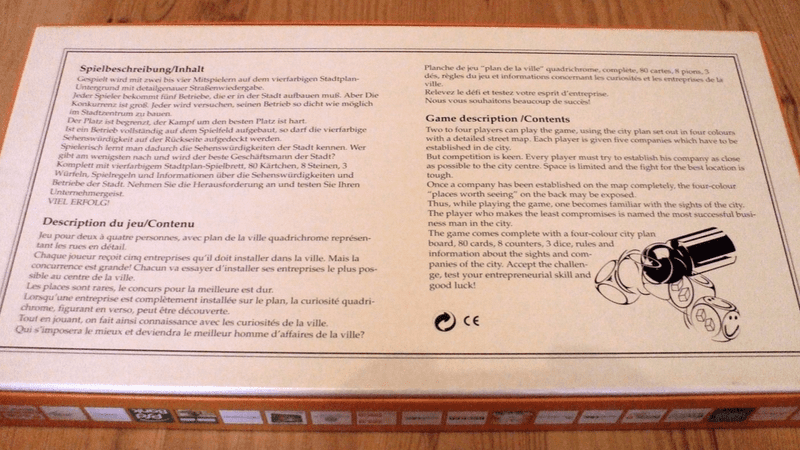 Spielbeschreibung/Inhalt
Gespielt wird mit zwei bis vier Mitspielern auf dem vierfarbigen Stadtplan-
Untergrund mit detailgenauer Straßenwiedergabe.
Jeder Spieler bekommt fünf Betriebe, die er in der Stadt aufbauen muß. Aber Die
Konkurrenz ist groß. Jeder wird versuchen, seinen Betrieb so dicht wie möglich
im Stadtzentrum zu bauen.
Der Platz ist begrenzt, der Kampf um den besten Platz ist hart.
Ist ein Betrieb vollständig auf dem Spielfeld aufgebaut, so darf die vierfarbige
Sehenswürdigkeit auf der Rückseite aufgedeckt werden.
Spielerisch lernt man dadurch die Sehenswürdigkeiten der Stadt kennen. Wer
gibt am wenigsten nach und wird der beste Geschäftsmann der Stadt?
Komplett mit vierfarbigem Stadtplan-Spielbrett, 80 Kärtchen, 8 Steinen, 3
Würfeln, Spielregeln und Informationen über die Sehenswürdigkeiten und
Betriebe der Stadt. Nehmen Sie die Herausforderung an und testen Sie Ihren
Unternehmergeist.
VIEL ERFOLG!
Description du jeu/Contenu
Jeu pour deux à quatre personnes, avec plan de la ville quadrichrome représen-
tant les rues en détail.
Chaque joueur reçoit cinq entreprises qu'il doit installer dans la ville. Mais la
concurrence est grande! Chacun va essayer d'installer ses entreprises le plus pos-
sible au centre de la ville.
Les places sont rares, le concurs pour la meilleure est dur.
Lorsqu'une entreprise est complètement installée sur le plan, la curiosité quadri-
chrome, figurant en verso, peut être découverte.
Tout en jouant, on fait ainsi connaissance avec les curiosités de la ville.
Qui s'imposera le mieux et deviendra le meilleur homme d'affaires de la ville?
Planche de jeu "plan de la ville" quadrichrome, complète, 80 cartes, 8 pions, 3
dés, règles du jeu et informations concernant les curiosités et les entreprises de la
ville.
Relevez le défi et testez votre esprit d'entreprise.
Nous vous souhaitons beaucoup de succès!
Game description /Contents
Two to four players can play the game, using the city plan set out in four colours
with a detailed street map. Each player is given five companies which have to be
established in de city.
But competition is keen. Every player must try to establish his company as close
as possible to the city centre. Space is limited and the fight for the best location is
tough.
Once a company has been established on the map completely, the four-colour
"places worth seeing" on the back may be exposed.
Thus, while playing the game, one becomes familiar with the sights of the city.
The player who makes the least compromises is named the most successful busi-
ness man in the city.
The game comes complete with a four-colour city plan
board, 80 cards, 8 counters, 3 dice, rules and
information about the sights and com-
panies of the city. Accept the challen-
ge, test your entrepreneurial skill and
good luck!
CE